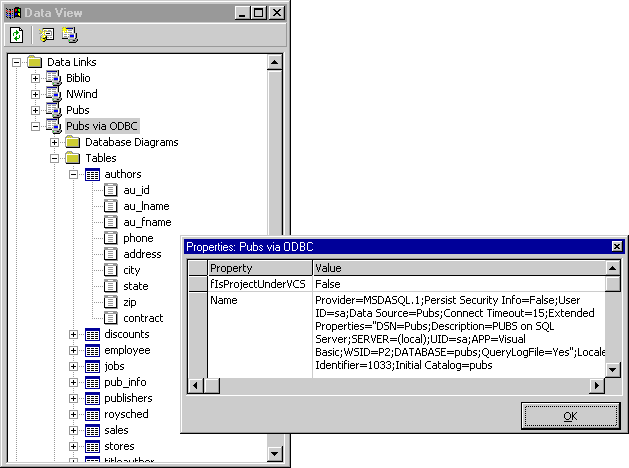 Data View
Data Links
Biblio
NWind
Pubs
Pubs via ODBC
Database Diagrams
Tables
authors
au_id
au_lname
au_fname
phone
address
city
state
zip
contract
discounts
employee
jobs
pub_info
publishers
roysched
sales
stores
titleauthor
Properties: Pubs via ODBC
Property Value
fIsProjectUnderVCS False
Name Provider=MSDASQL.1;Persist Security Info=False;User
ID=sa;Data Source=Pubs;Connect Timeout=15;Extended
Properties="DSN=Pubs;Description=PUBS on SQL
Server;SERVER=(local);UID=sa;APP=Visual
Basic;WSID=P2;DATABASE=pubs;QueryLogFile=Yes";Locale
Identifier=1033;Initial Catalog=pubs
OK